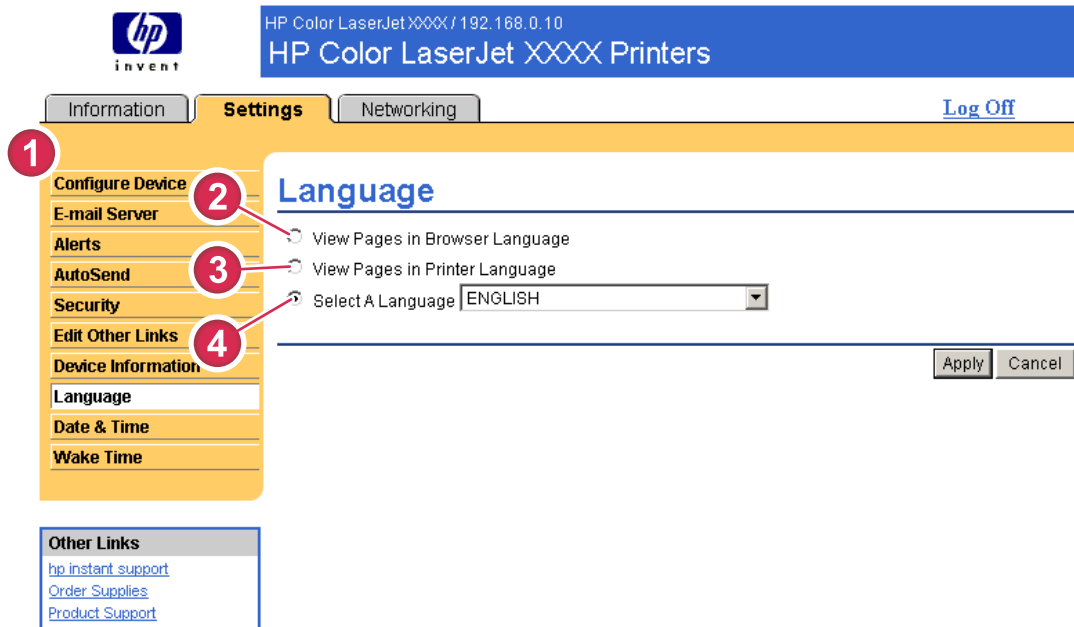 hp
invent
HP Color LaserJet XXXX / 192.168.0.10
HP Color LaserJet XXXX Printers
Information
Settings
Networking
Log Off
1
Configure Device
E-mail Server
Alerts
AutoSend
Security
Edit Other Links
Device Information
Language
Date & Time
Wake Time
Language
2
View Pages in Browser Language
3
View Pages in Printer Language
4
Select A Language ENGLISH
Apply Cancel
Other Links
hp instant support
Order Supplies
Product Support